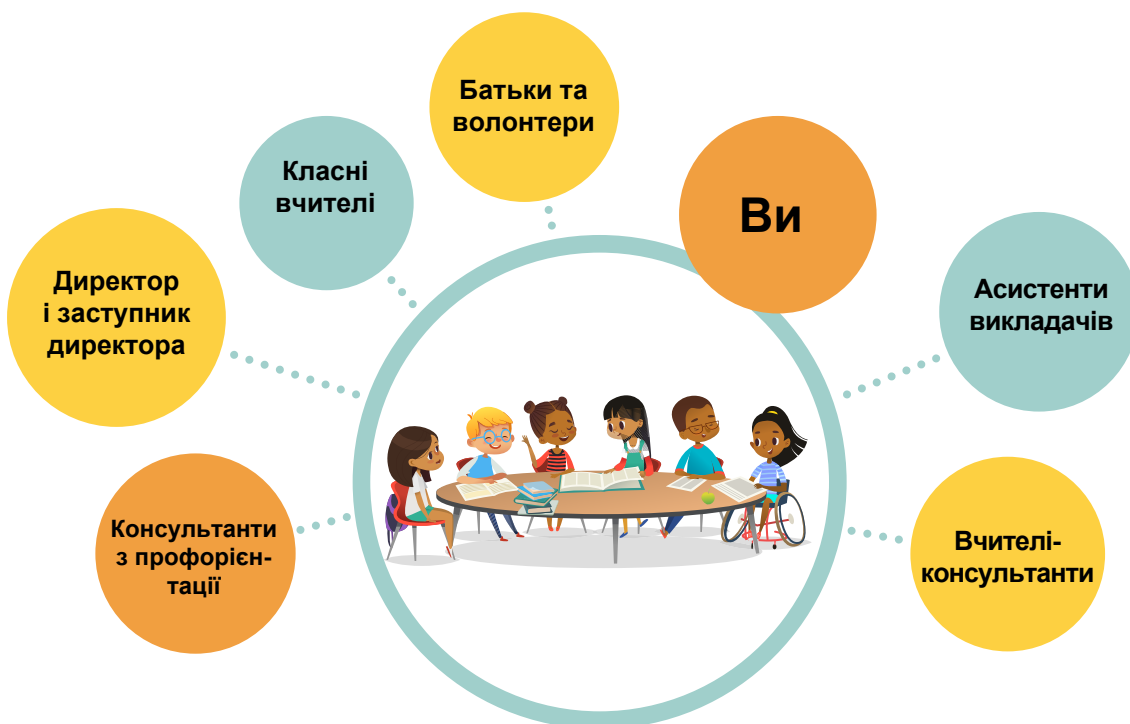 Батьки та
волонтери
Класні
вчителі
Ви
Директор
і заступник
директора
Асистенти
викладачів
Консультанти
з профорієн-
тації
Вчителі-
консультанти